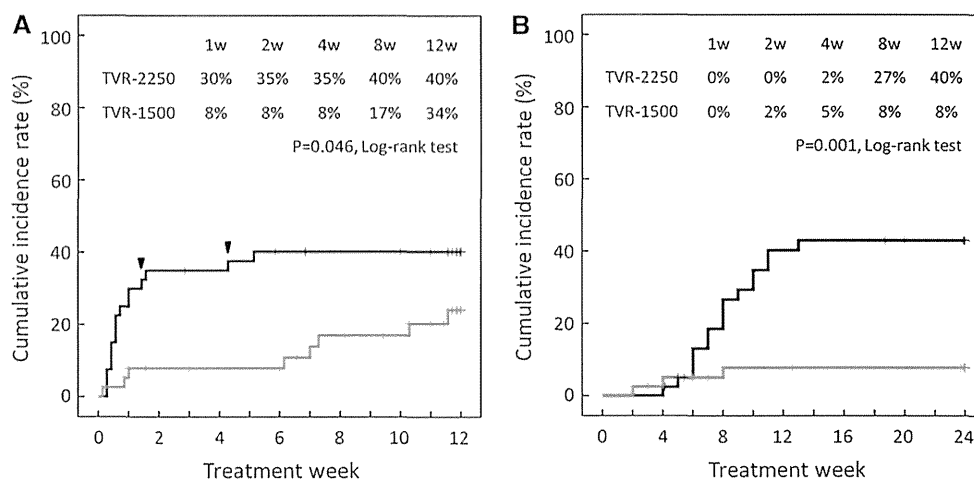 A
100
80
60
40
20
0
Cumulative incidence rate (%)
1w 2w 4w 8w 12w
TVR-2250 30% 35% 35% 40% 40%
TVR-1500 8% 8% 8% 17% 34%
P=0.046, Log-rank test
0 2 4 6 8 10 12
Treatment week
B
100
80
60
40
20
0
Cumulative incidence rate (%)
1w 2w 4w 8w 12w
TVR-2250 0% 0% 2% 27% 40%
TVR-1500 0% 2% 5% 8% 8%
P=0.001, Log-rank test
0 4 8 12 16 20 24
Treatment week